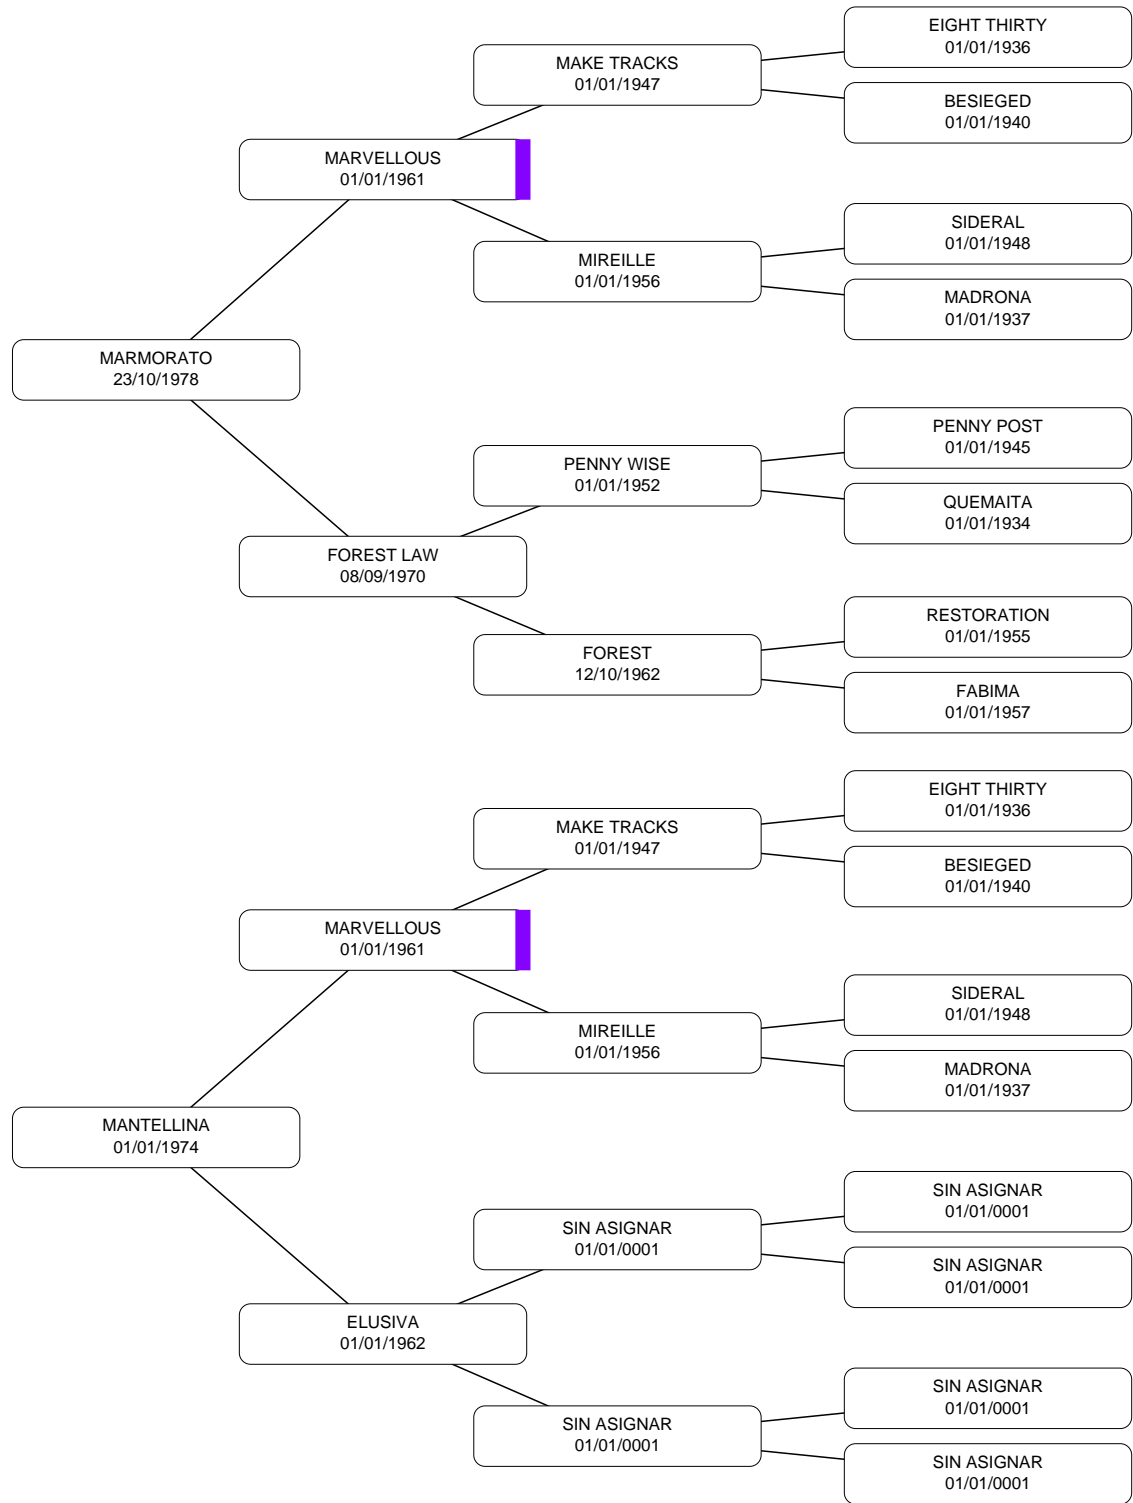 EIGHT THIRTY
01/01/1936
MAKE TRACKS
01/01/1947
BESIEGED
01/01/1940
MARVELLOUS
01/01/1961
SIDERAL
01/01/1948
MIREILLE
01/01/1956
MADRONA
01/01/1937
MARMORATO
23/10/1978
PENNY POST
01/01/1945
PENNY WISE
01/01/1952
QUEMAITA
01/01/1934
FOREST LAW
08/09/1970
RESTORATION
01/01/1955
FOREST
12/10/1962
FABIMA
01/01/1957
EIGHT THIRTY
01/01/1936
MAKE TRACKS
01/01/1947
BESIEGED
01/01/1940
MARVELLOUS
01/01/1961
SIDERAL
01/01/1948
MIREILLE
01/01/1956
MADRONA
01/01/1937
MANTELLINA
01/01/1974
SIN ASIGNAR
01/01/0001
SIN ASIGNAR
01/01/0001
SIN ASIGNAR
01/01/0001
ELUSIVA
01/01/1962
SIN ASIGNAR
01/01/0001
SIN ASIGNAR
01/01/0001
SIN ASIGNAR
01/01/0001